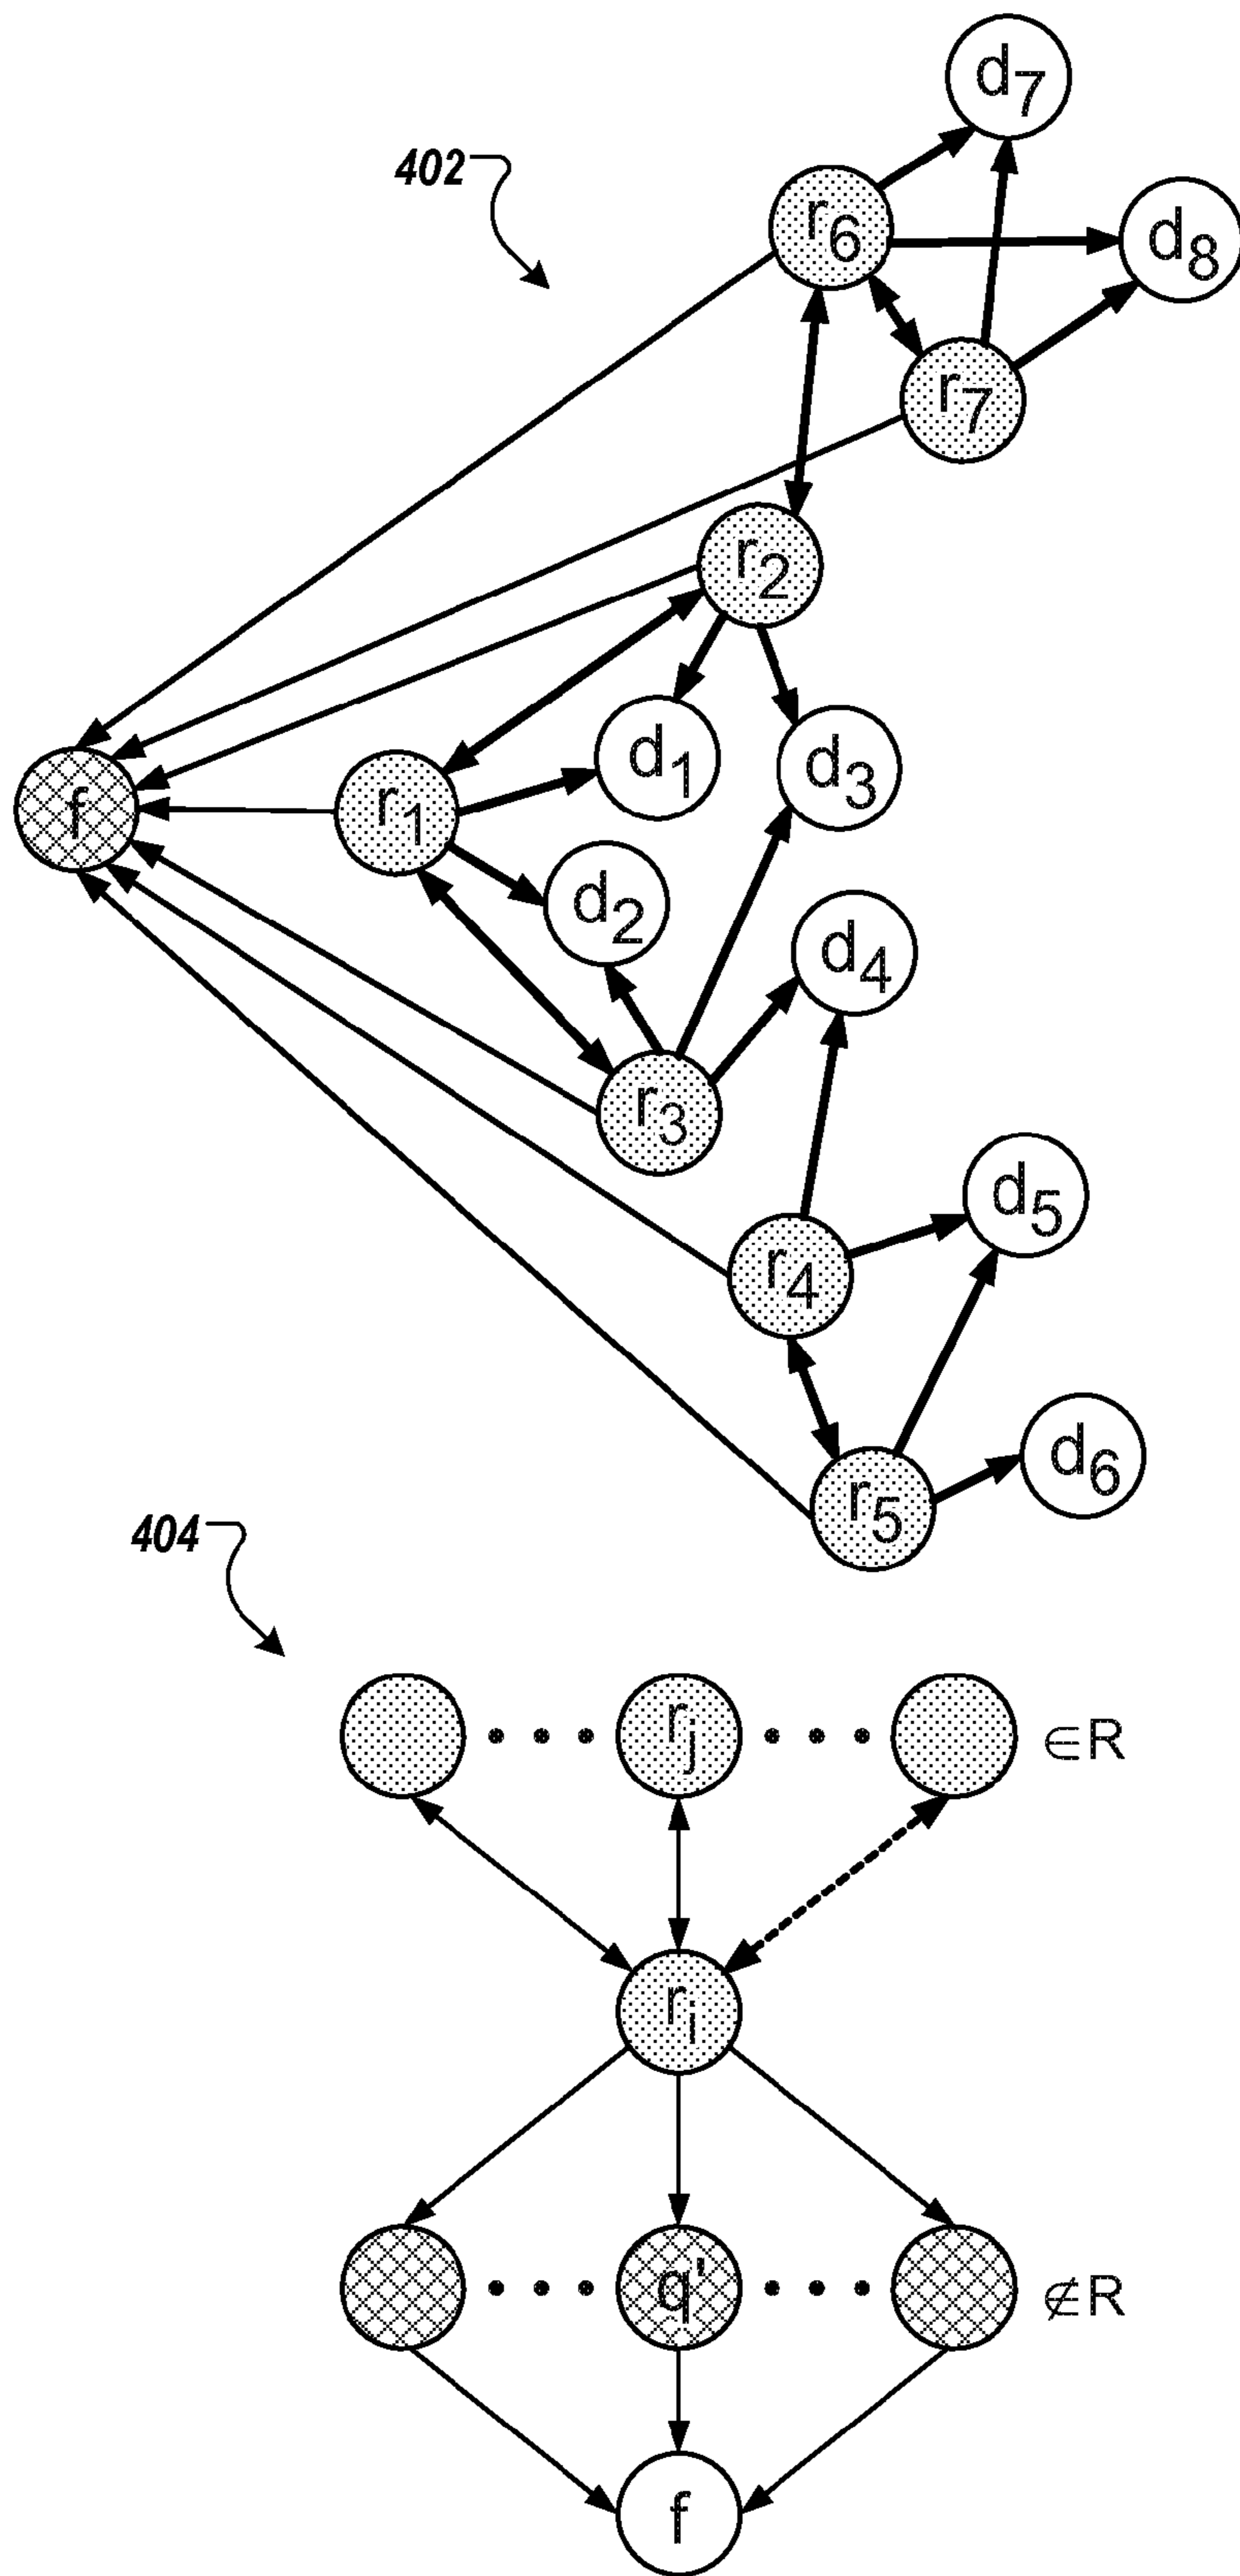 d7
402
r6
d8
r7
r2
d1
d3
f
r1
d2
d4
r3
d5
r4
d6
r5
404
rj
∈R
ri
q'
∉R
f